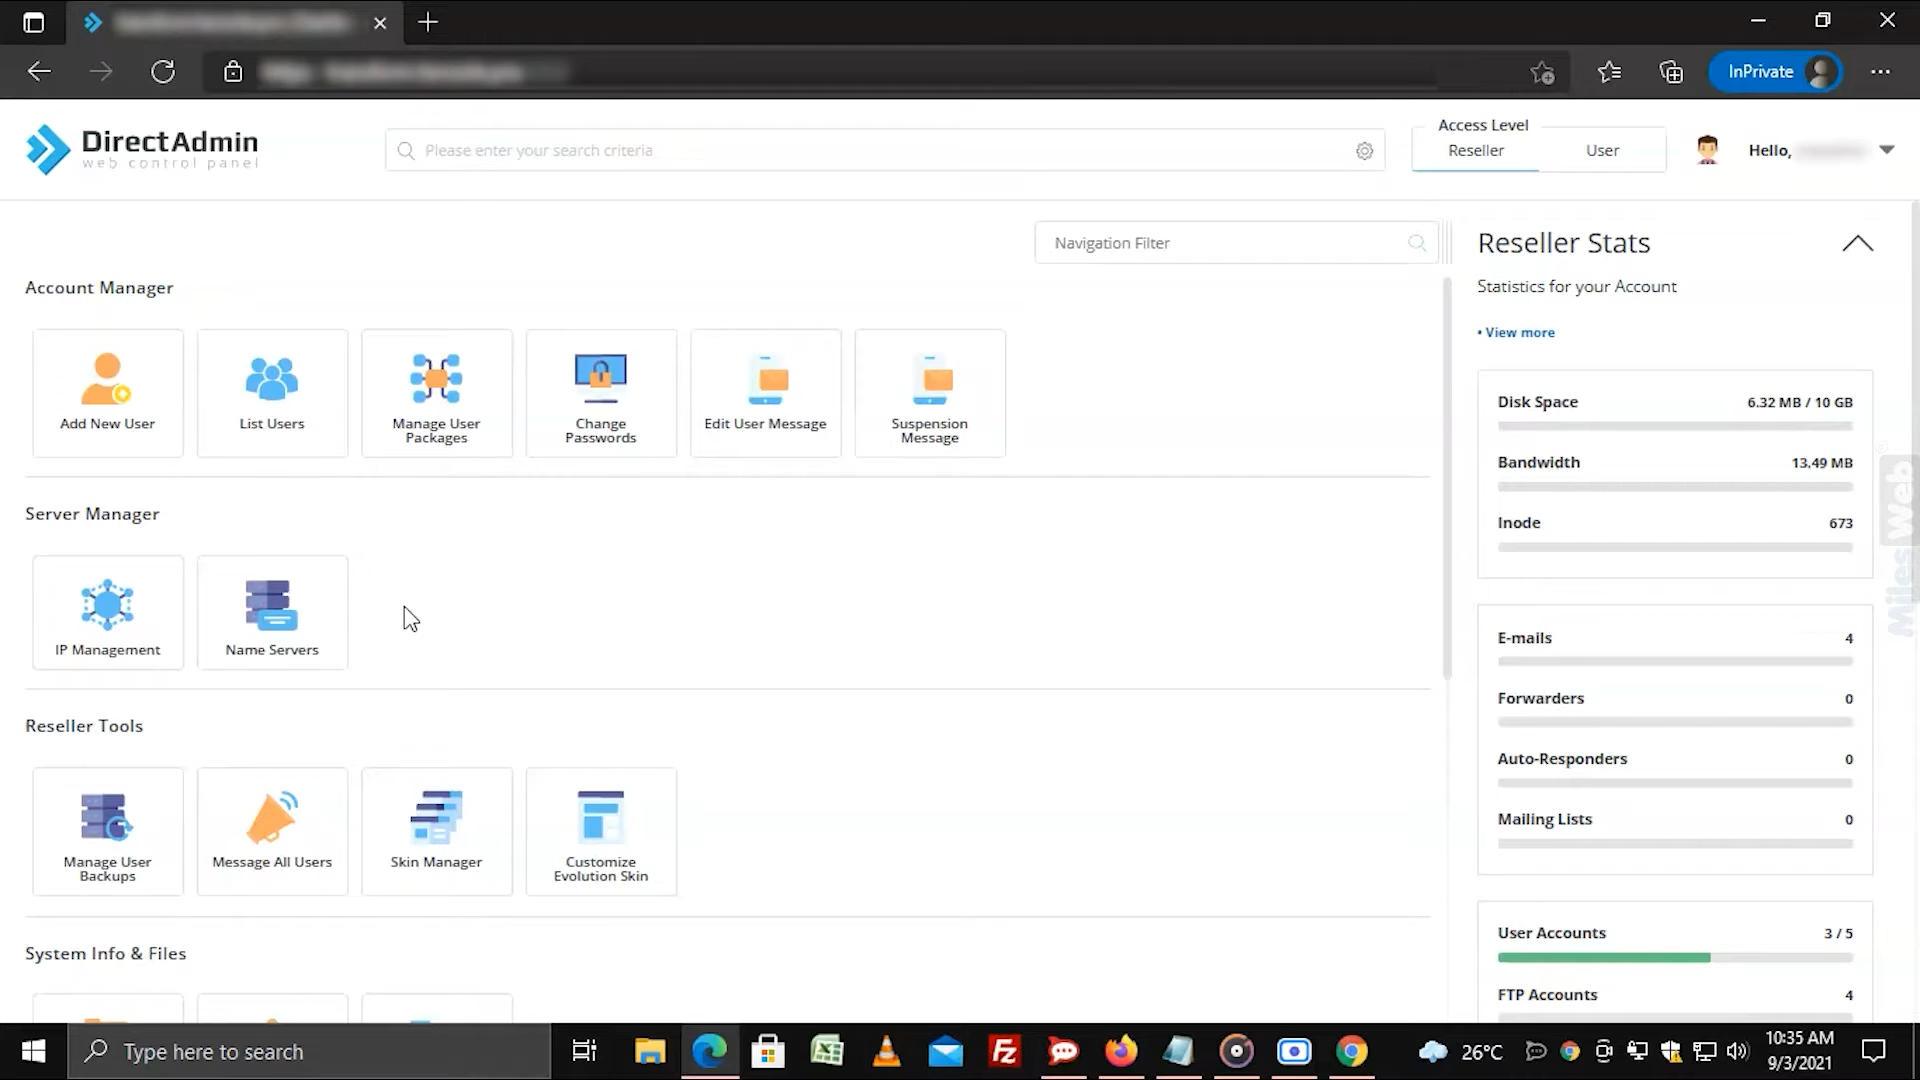 InPrivate
DirectAdmin
web control panel
Please enter your search criteria
Access Level
Reseller
User
Hello,
Navigation Filter
Reseller Stats
Statistics for your Account
• View more
Account Manager
Add New User
List Users
Manage User
Packages
Change
Passwords
Edit User Message
Suspension
Message
Disk Space
6.32 MB / 10 GB
Bandwidth
13.49 MB
Inode
673
MilesWeb
Server Manager
IP Management
Name Servers
E-mails
4
Forwarders
0
Auto-Responders
0
Mailing Lists
0
Reseller Tools
Manage User
Backups
Message All Users
Skin Manager
Customize
Evolution Skin
User Accounts
3 / 5
FTP Accounts
4
System Info & Files
Type here to search
Fz
26°C
10:35 AM
9/3/2021